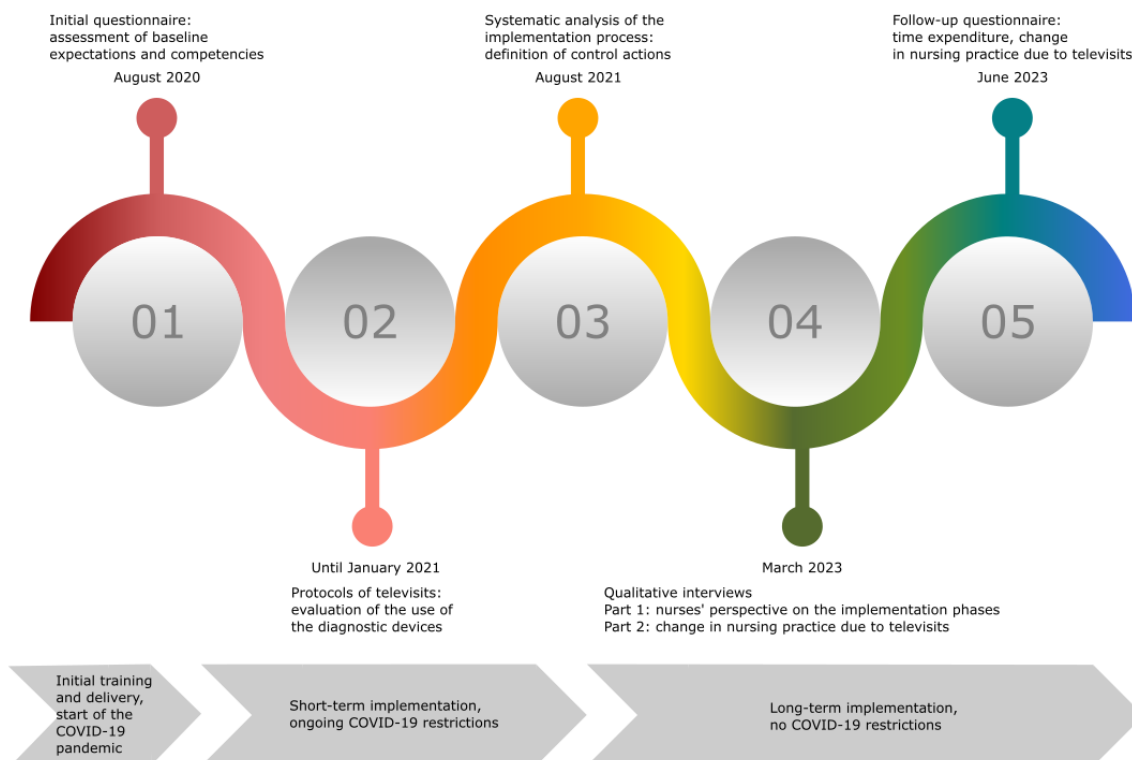 Initial questionnaire:
assessment of baseline
expectations and competencies
August 2020
Systematic analysis of the
implementation process:
definition of control actions
August 2021
Follow-up questionnaire:
time expenditure, change
in nursing practice due to televisits
June 2023
01
02
03
04
05
Until January 2021
Protocols of televisits:
evaluation of the use of
the diagnostic devices
March 2023
Qualitative interviews
Part 1: nurses' perspective on the implementation phases
Part 2: change in nursing practice due to televisits
Initial training
and delivery,
start of the
COVID-19
pandemic
Short-term implementation,
ongoing COVID-19 restrictions
Long-term implementation,
no COVID-19 restrictions